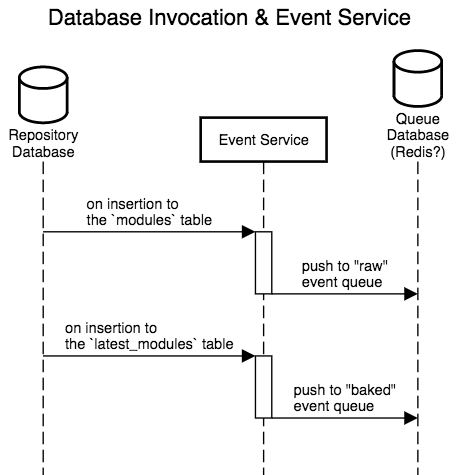 Database Invocation & Event Service
Repository
Database
Event Service
Queue
Database
(Redis?)
on insertion to
the `modules` table
push to "raw"
event queue
on insertion to
the `latest_modules` table
push to "baked"
event queue